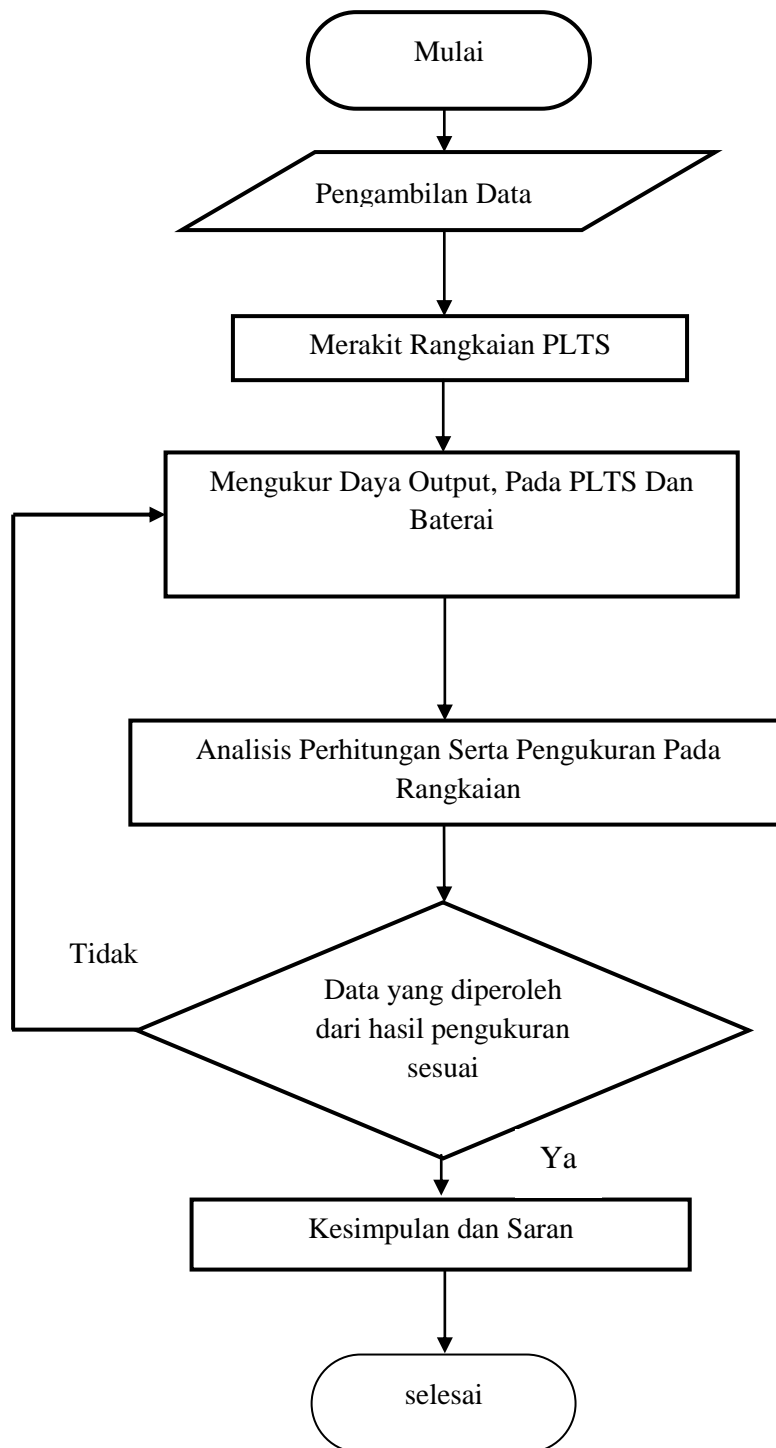 Mulai
Pengambilan Data
Merakit Rangkaian PLTS
Mengukur Daya Output, Pada PLTS Dan
Baterai
Analisis Perhitungan Serta Pengukuran Pada
Rangkaian
Tidak
Data yang diperoleh
dari hasil pengukuran
sesuai
Ya
Kesimpulan dan Saran
selesai